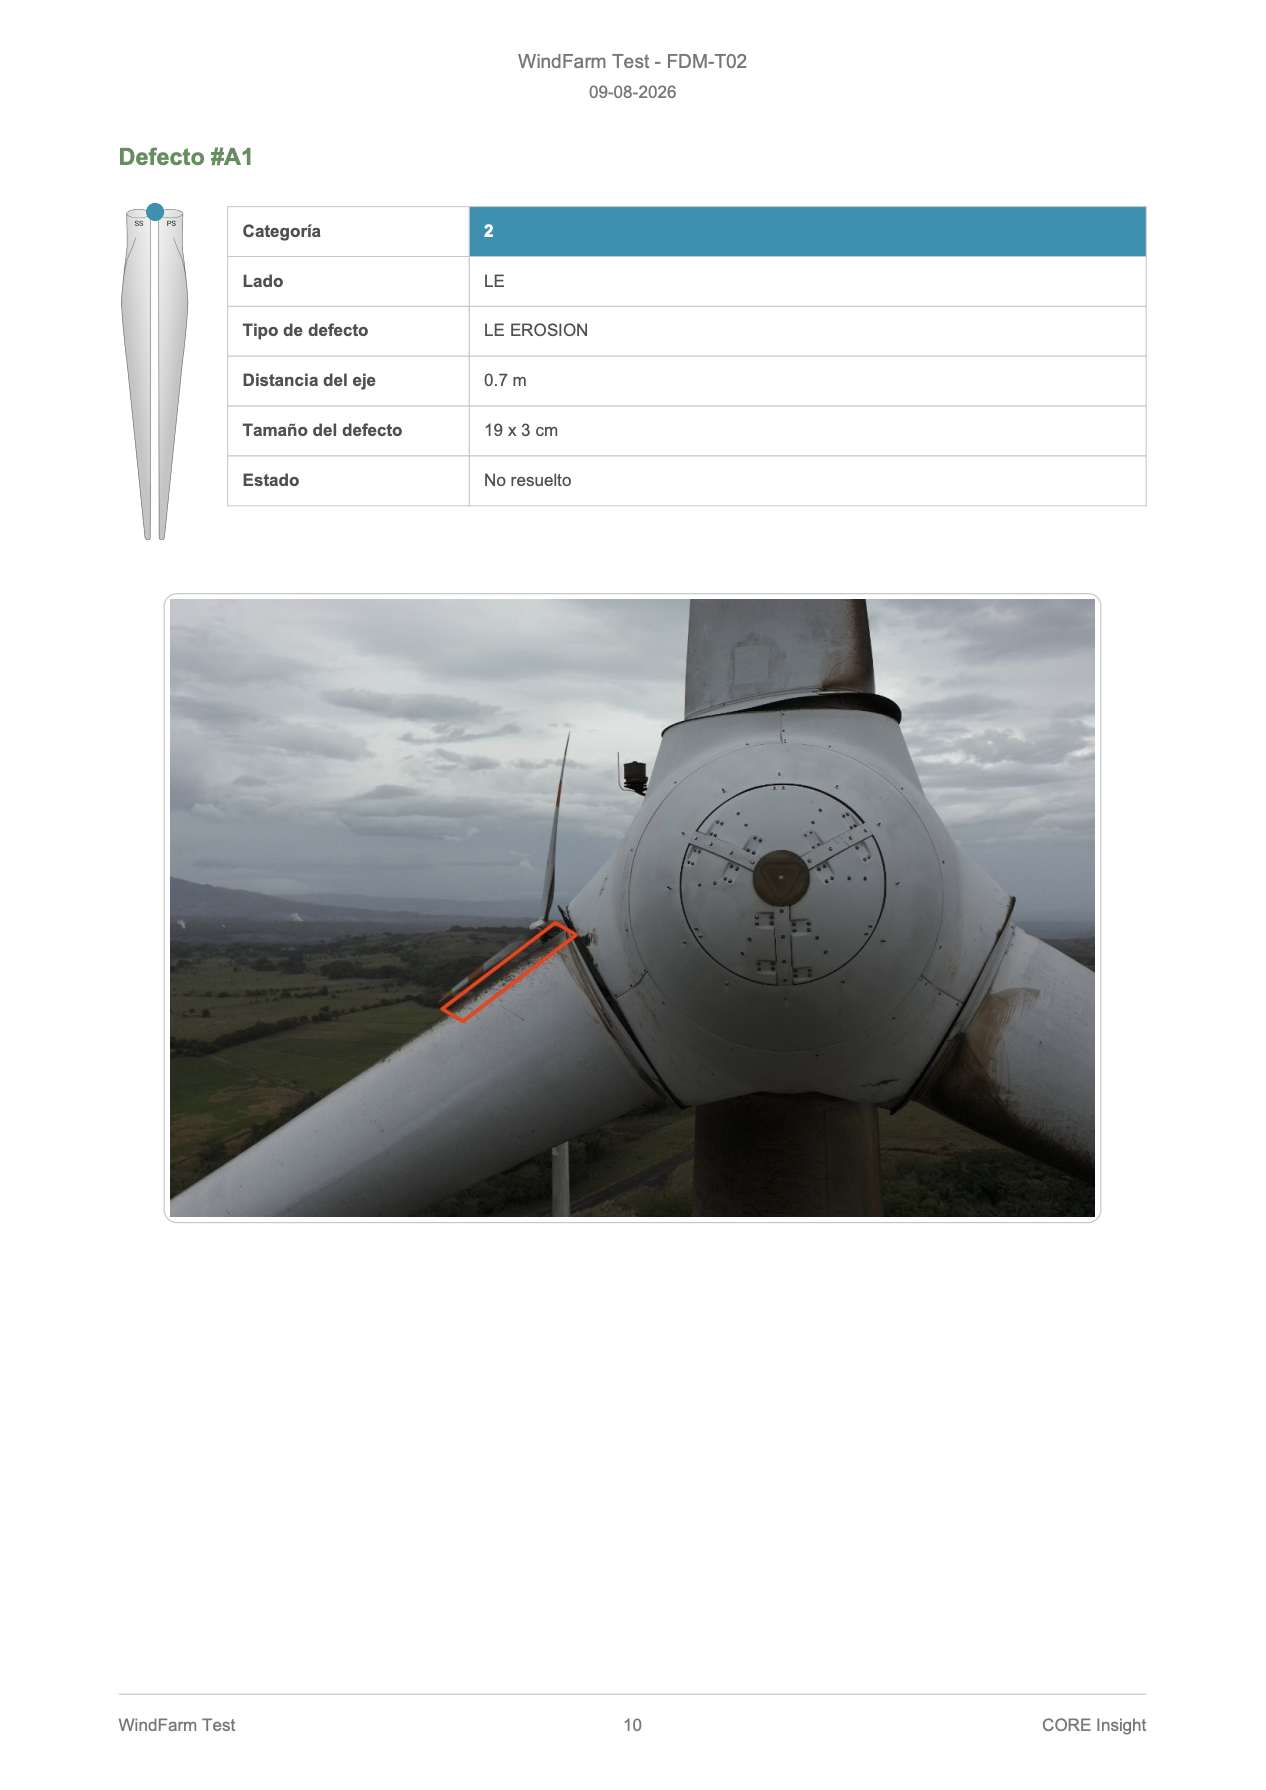 WindFarm Test - FDM-T02
09-08-2026
Defecto #A1
SS PS
Categoría 2
Lado LE
Tipo de defecto LE EROSION
Distancia del eje 0.7 m
Tamaño del defecto 19 x 3 cm
Estado No resuelto
WindFarm Test 10 CORE Insight